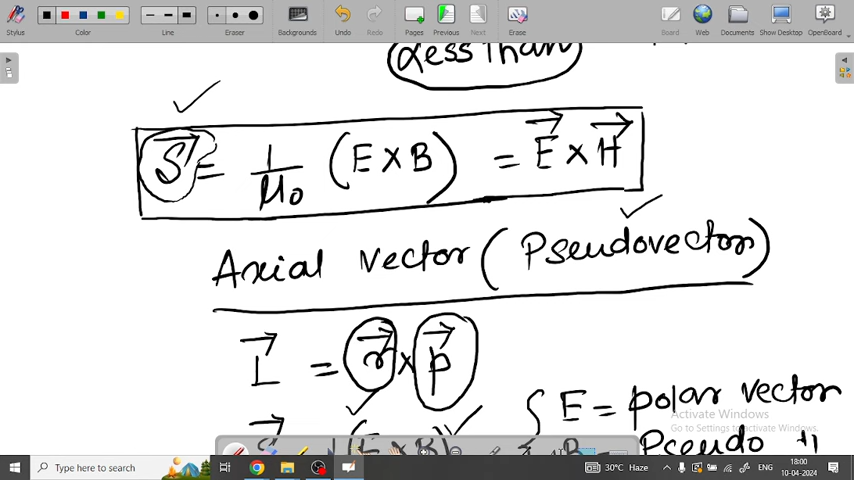 Stylus Color Line Eraser Backgrounds Undo Redo Pages Previous Next Erase Board Web Documents Show Desktop OpenBoard
Less than
S⃗ = 1/μ₀ (E × B) = E⃗ × H⃗
Axial vector (Pseudovector)
L⃗ = r⃗ × p⃗
{ E = polar vector
Activate Windows
Go to Settings to activate Windows.
(E × B)
B = Pseudo
Type here to search
30°C Haze
ENG
18:00
10-04-2024